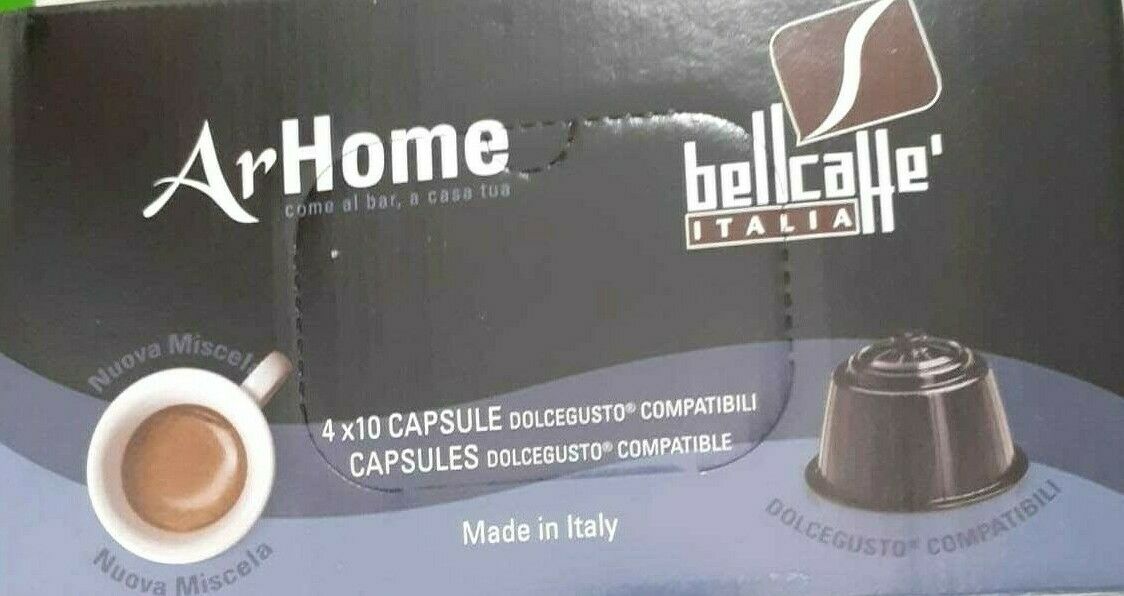 ArHome
come al bar, a casa tua
bellcaffe'
ITALIA
Nuova Miscela
4 x10 CAPSULE DOLCEGUSTO® COMPATIBILI
CAPSULES DOLCEGUSTO® COMPATIBLE
Made in Italy
Nuova Miscela
DOLCEGUSTO® COMPATIBILI